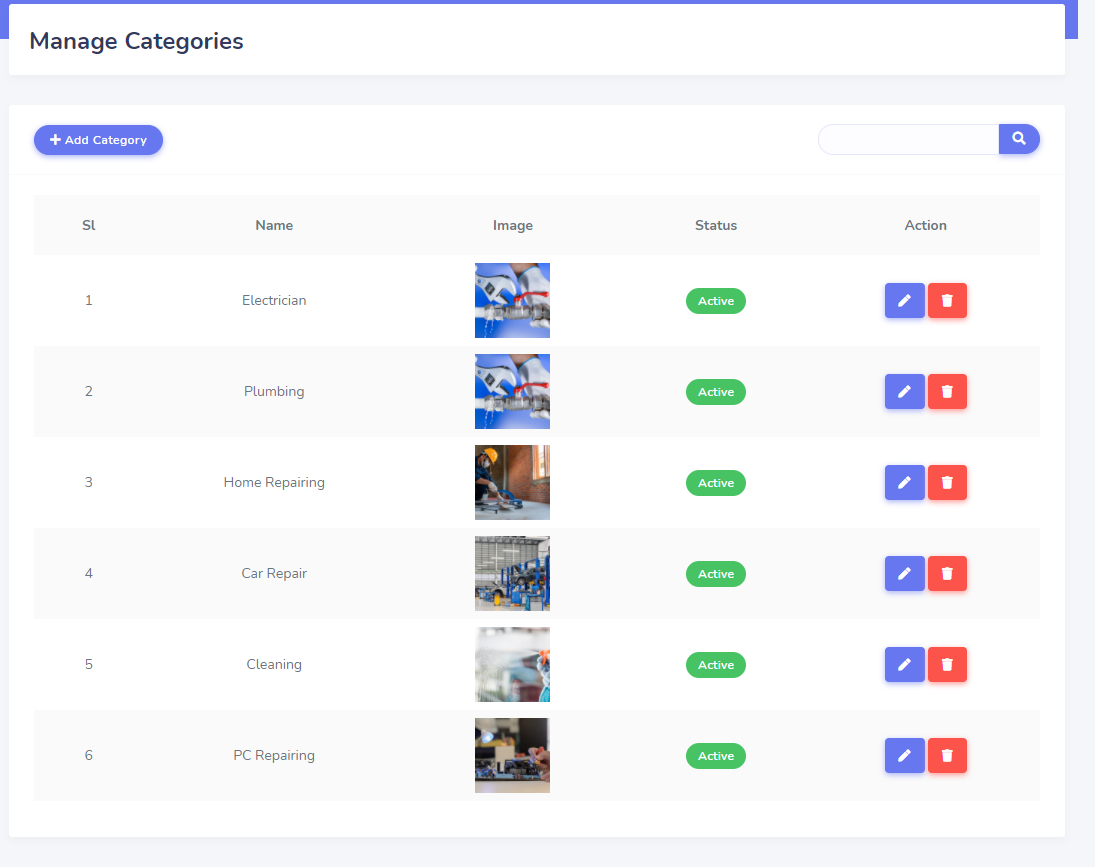 Manage Categories
Add Category
Sl Name Image Status Action
1 Electrician Active
2 Plumbing Active
3 Home Repairing Active
4 Car Repair Active
5 Cleaning Active
6 PC Repairing Active